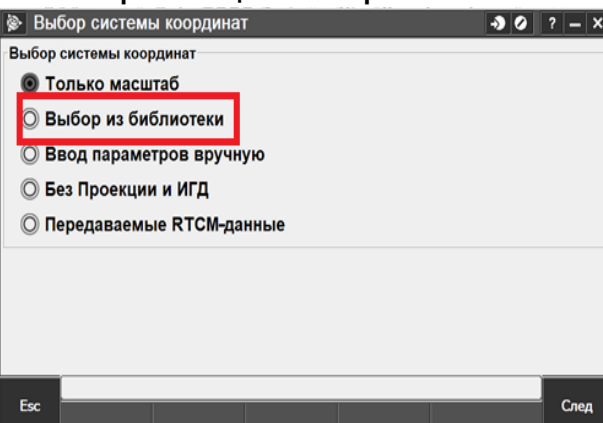 Выбор системы координат
? – ×
Выбор системы координат
Только масштаб
Выбор из библиотеки
Ввод параметров вручную
Без Проекции и ИГД
Передаваемые RTCM-данные
Esc
След